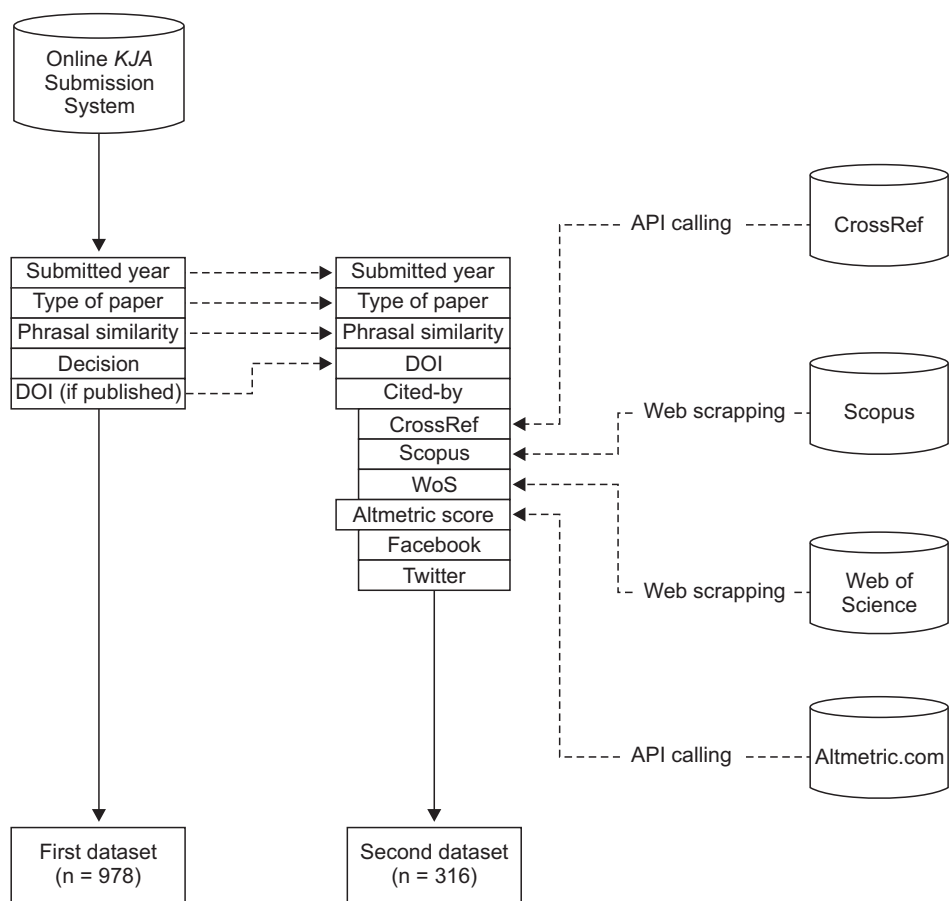 Online KJA
Submission
System
Submitted year
Type of paper
Phrasal similarity
Decision
DOI (if published)
First dataset
(n = 978)
Submitted year
Type of paper
Phrasal similarity
DOI
Cited-by
CrossRef
Scopus
WoS
Altmetric score
Facebook
Twitter
Second dataset
(n = 316)
API calling
CrossRef
Web scrapping
Scopus
Web scrapping
Web of
Science
API calling
Altmetric.com